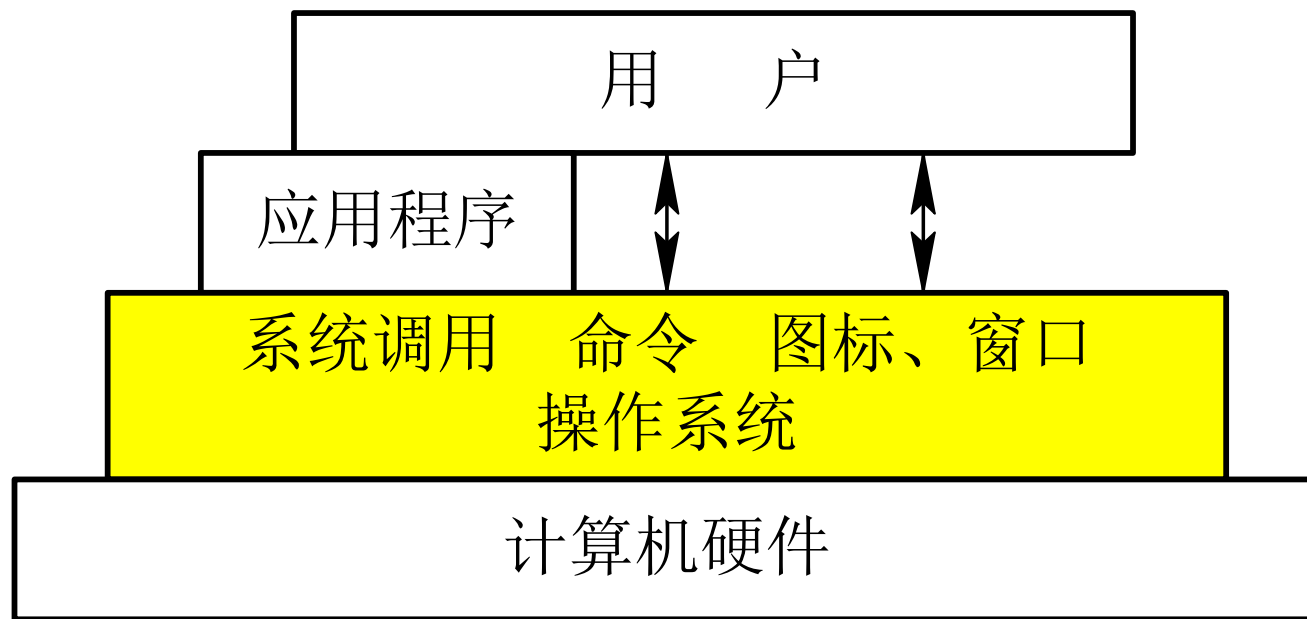 用 户
应用程序
系统调用 命令 图标、窗口
操作系统
计算机硬件